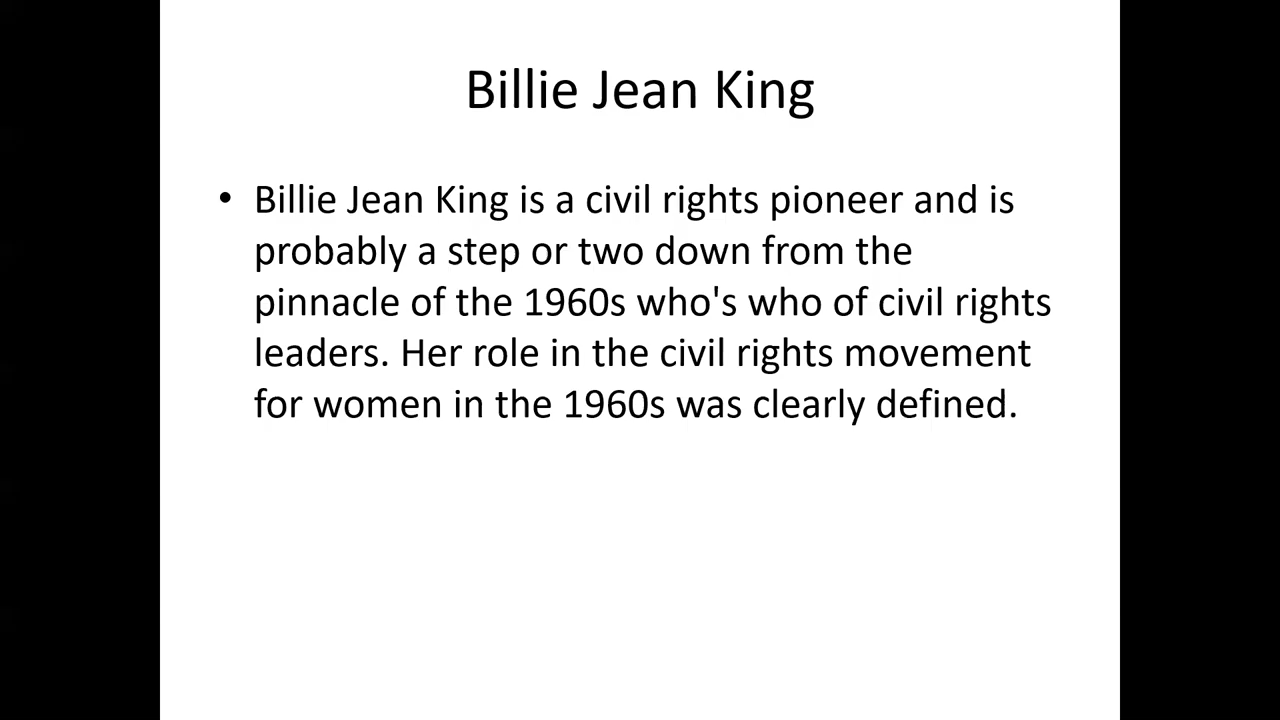 Billie Jean King
• Billie Jean King is a civil rights pioneer and is
probably a step or two down from the
pinnacle of the 1960s who's who of civil rights
leaders. Her role in the civil rights movement
for women in the 1960s was clearly defined.